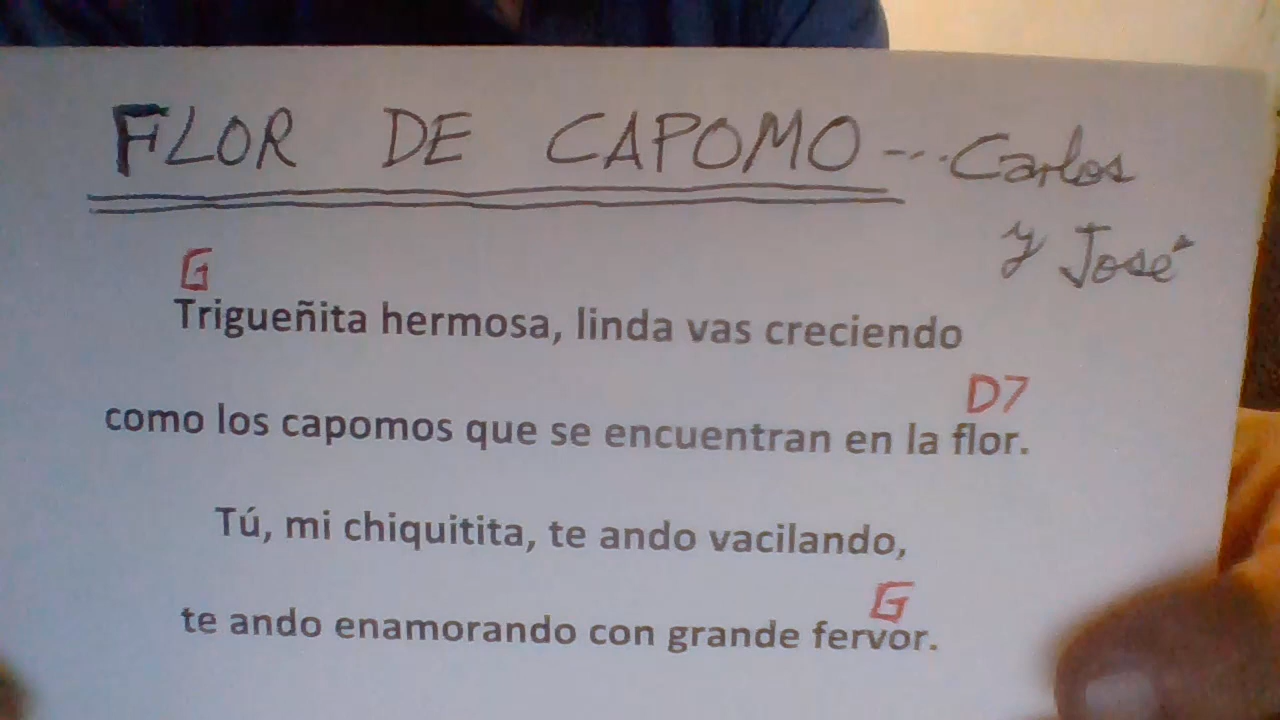 FLOR DE CAPOMO --- Carlos
y José
G
Trigueñita hermosa, linda vas creciendo
D7
como los capomos que se encuentran en la flor.
Tú, mi chiquitita, te ando vacilando,
G
te ando enamorando con grande fervor.